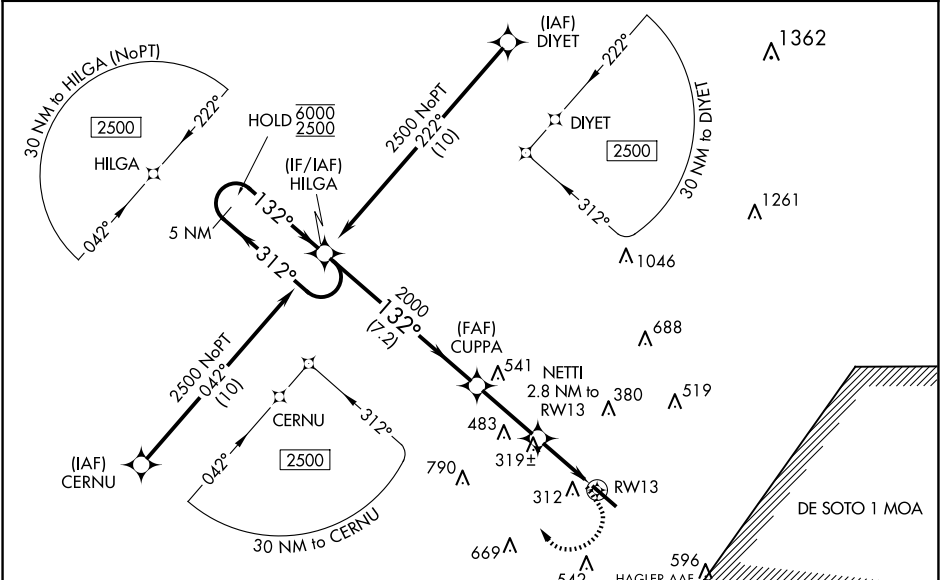 (IAF)
DIYET
1362
30 NM to HILGA (NoPT)
2500
222°
HILGA
042°
HOLD 6000
2500
(IF/IAF)
HILGA
2500 NoPT
222°
(10)
222°
DIYET
2500
312°
30 NM to DIYET
132°
5 NM
312°
1261
1046
2000
132°
(7.2)
688
(FAF)
CUPPA
541
NETTI
2.8 NM to
RW13
380
519
2500 NoPT
042°
(10)
(IAF)
CERNU
CERNU
312°
042°
2500
30 NM to CERNU
483
319±
790
312
RW13
DE SOTO 1 MOA
669
542
596
HAGLER AAF